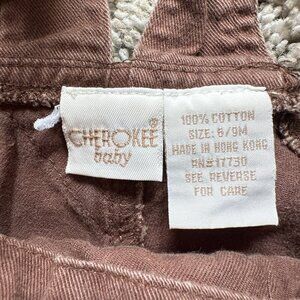 CHEROKEE®
baby
100% COTTON
SIZE: 6/9M
MADE IN HONG KONG
RN#17730
SEE REVERSE
FOR CARE